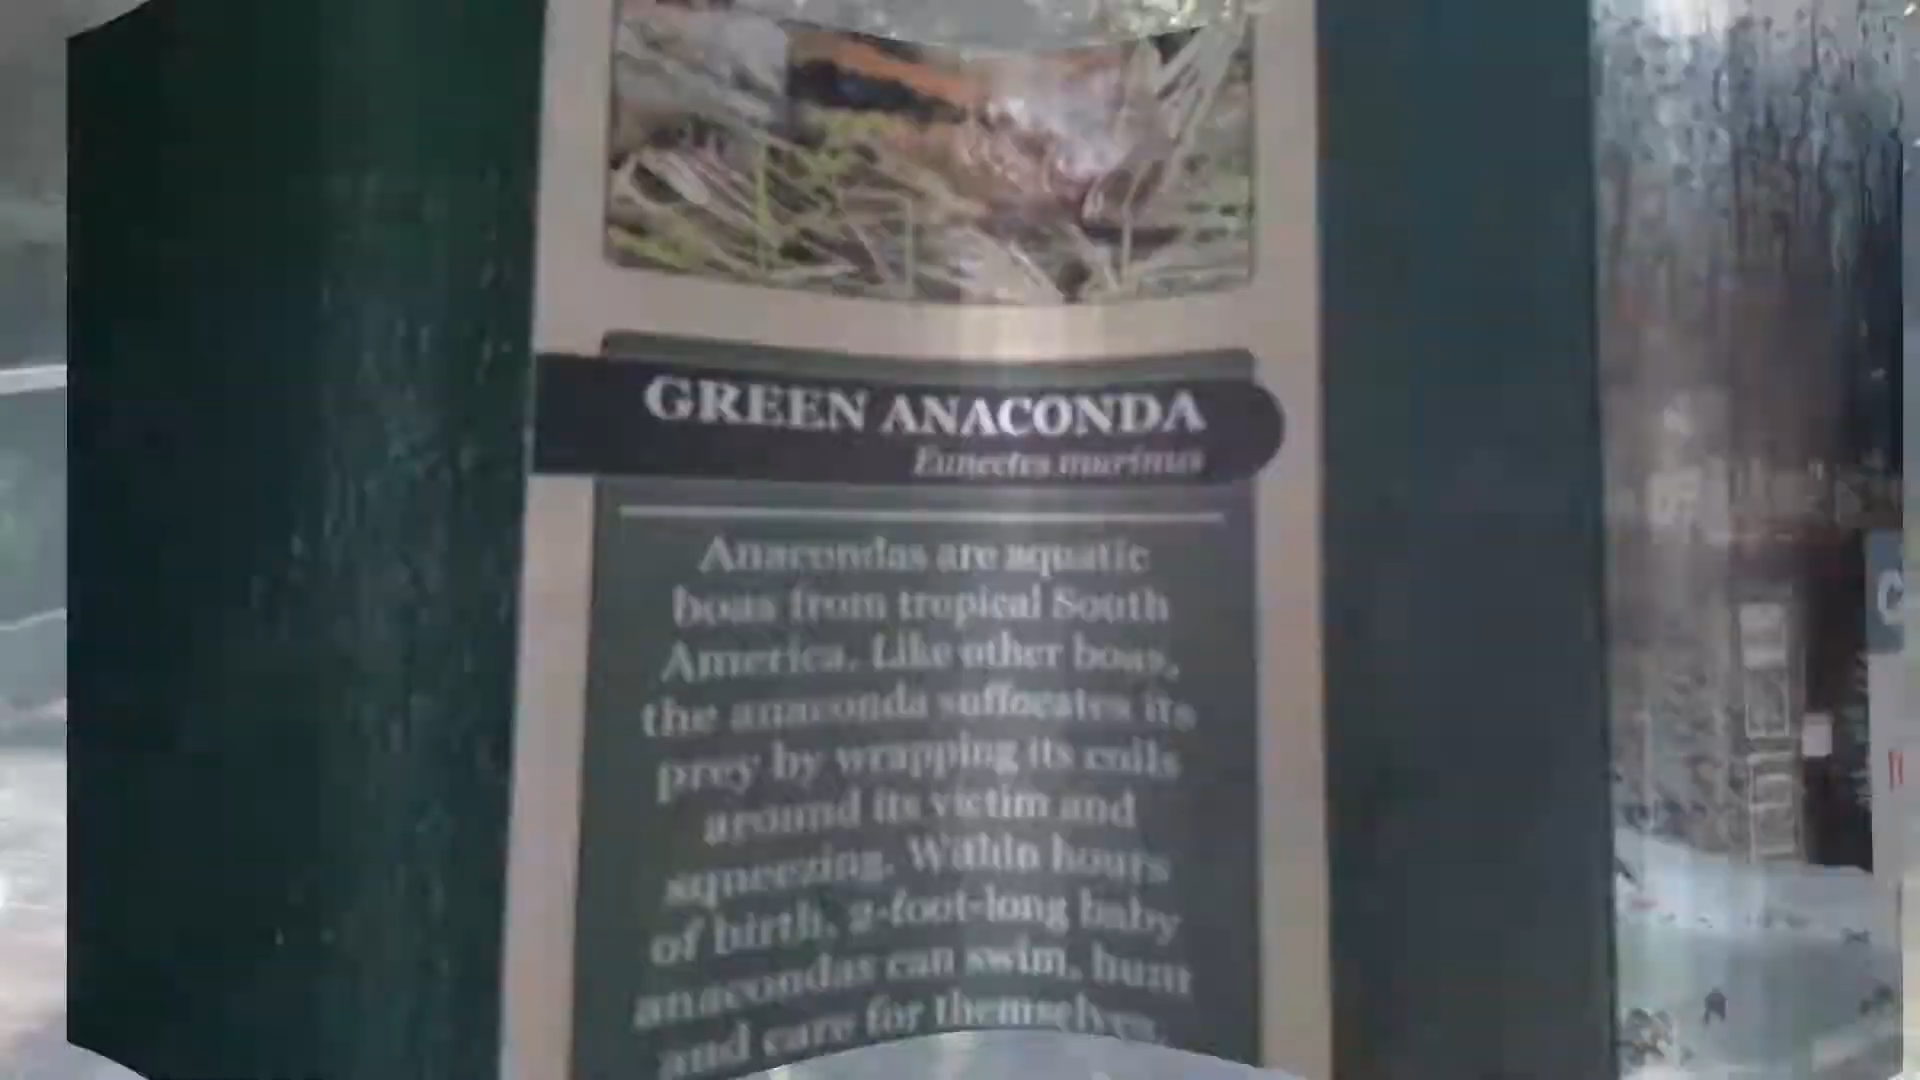 GREEN ANACONDA
Eunectes murinus
Anacondas are aquatic
boas from tropical South
America. Like other boas,
the anaconda suffocates its
prey by wrapping its coils
around its victim and
squeezing. Within hours
of birth, 2-foot-long baby
anacondas can swim, hunt
and care for themselves.